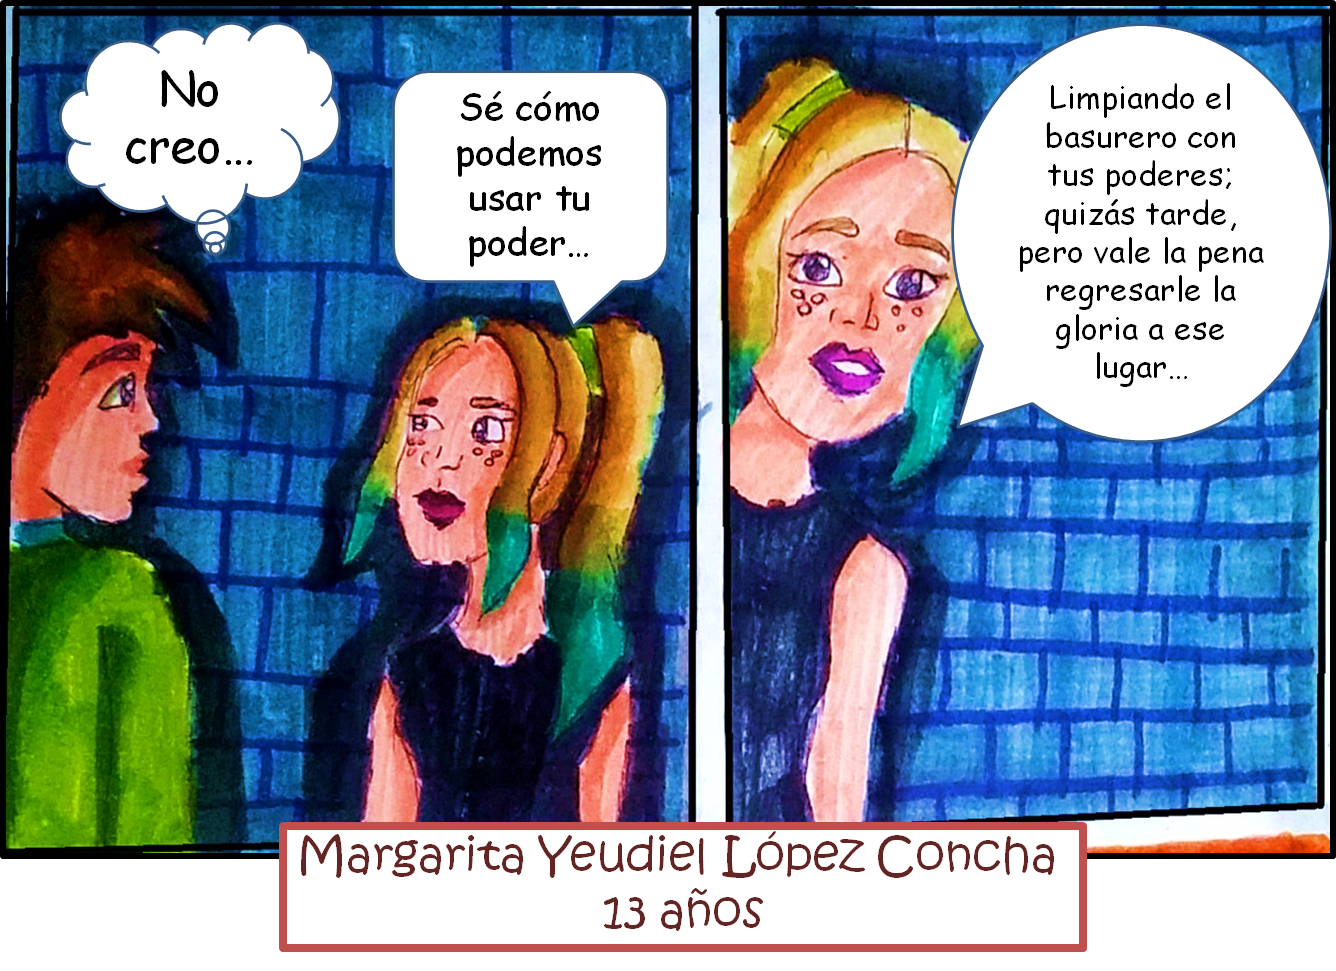 No
creo...
Sé cómo
podemos
usar tu
poder...
Limpiando el
basurero con
tus poderes;
quizás tarde,
pero vale la pena
regresarle la
gloria a ese
lugar...
Margarita Yeudiel López Concha
13 años